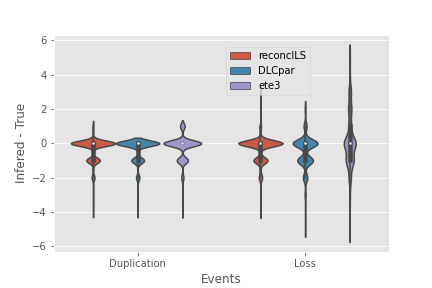 6
4
2
0
−2
−4
−6
Infered - True
reconcILS
DLCpar
ete3
Duplication
Loss
Events